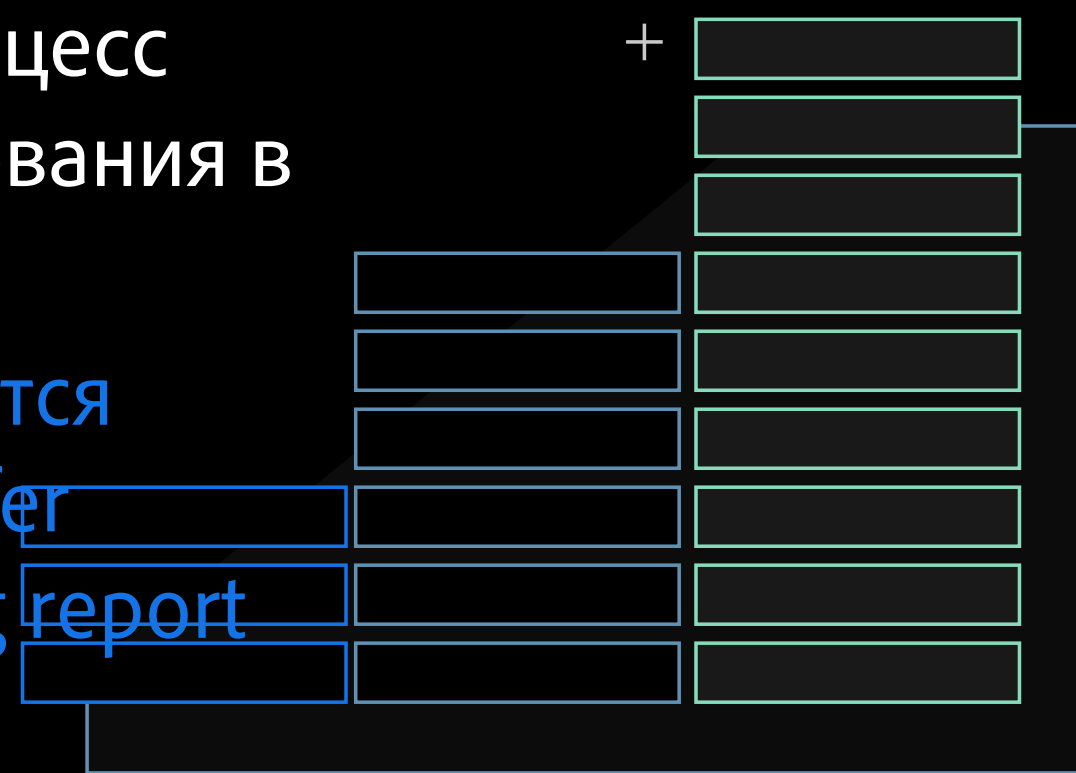 цесс
вания в
тся
er
report